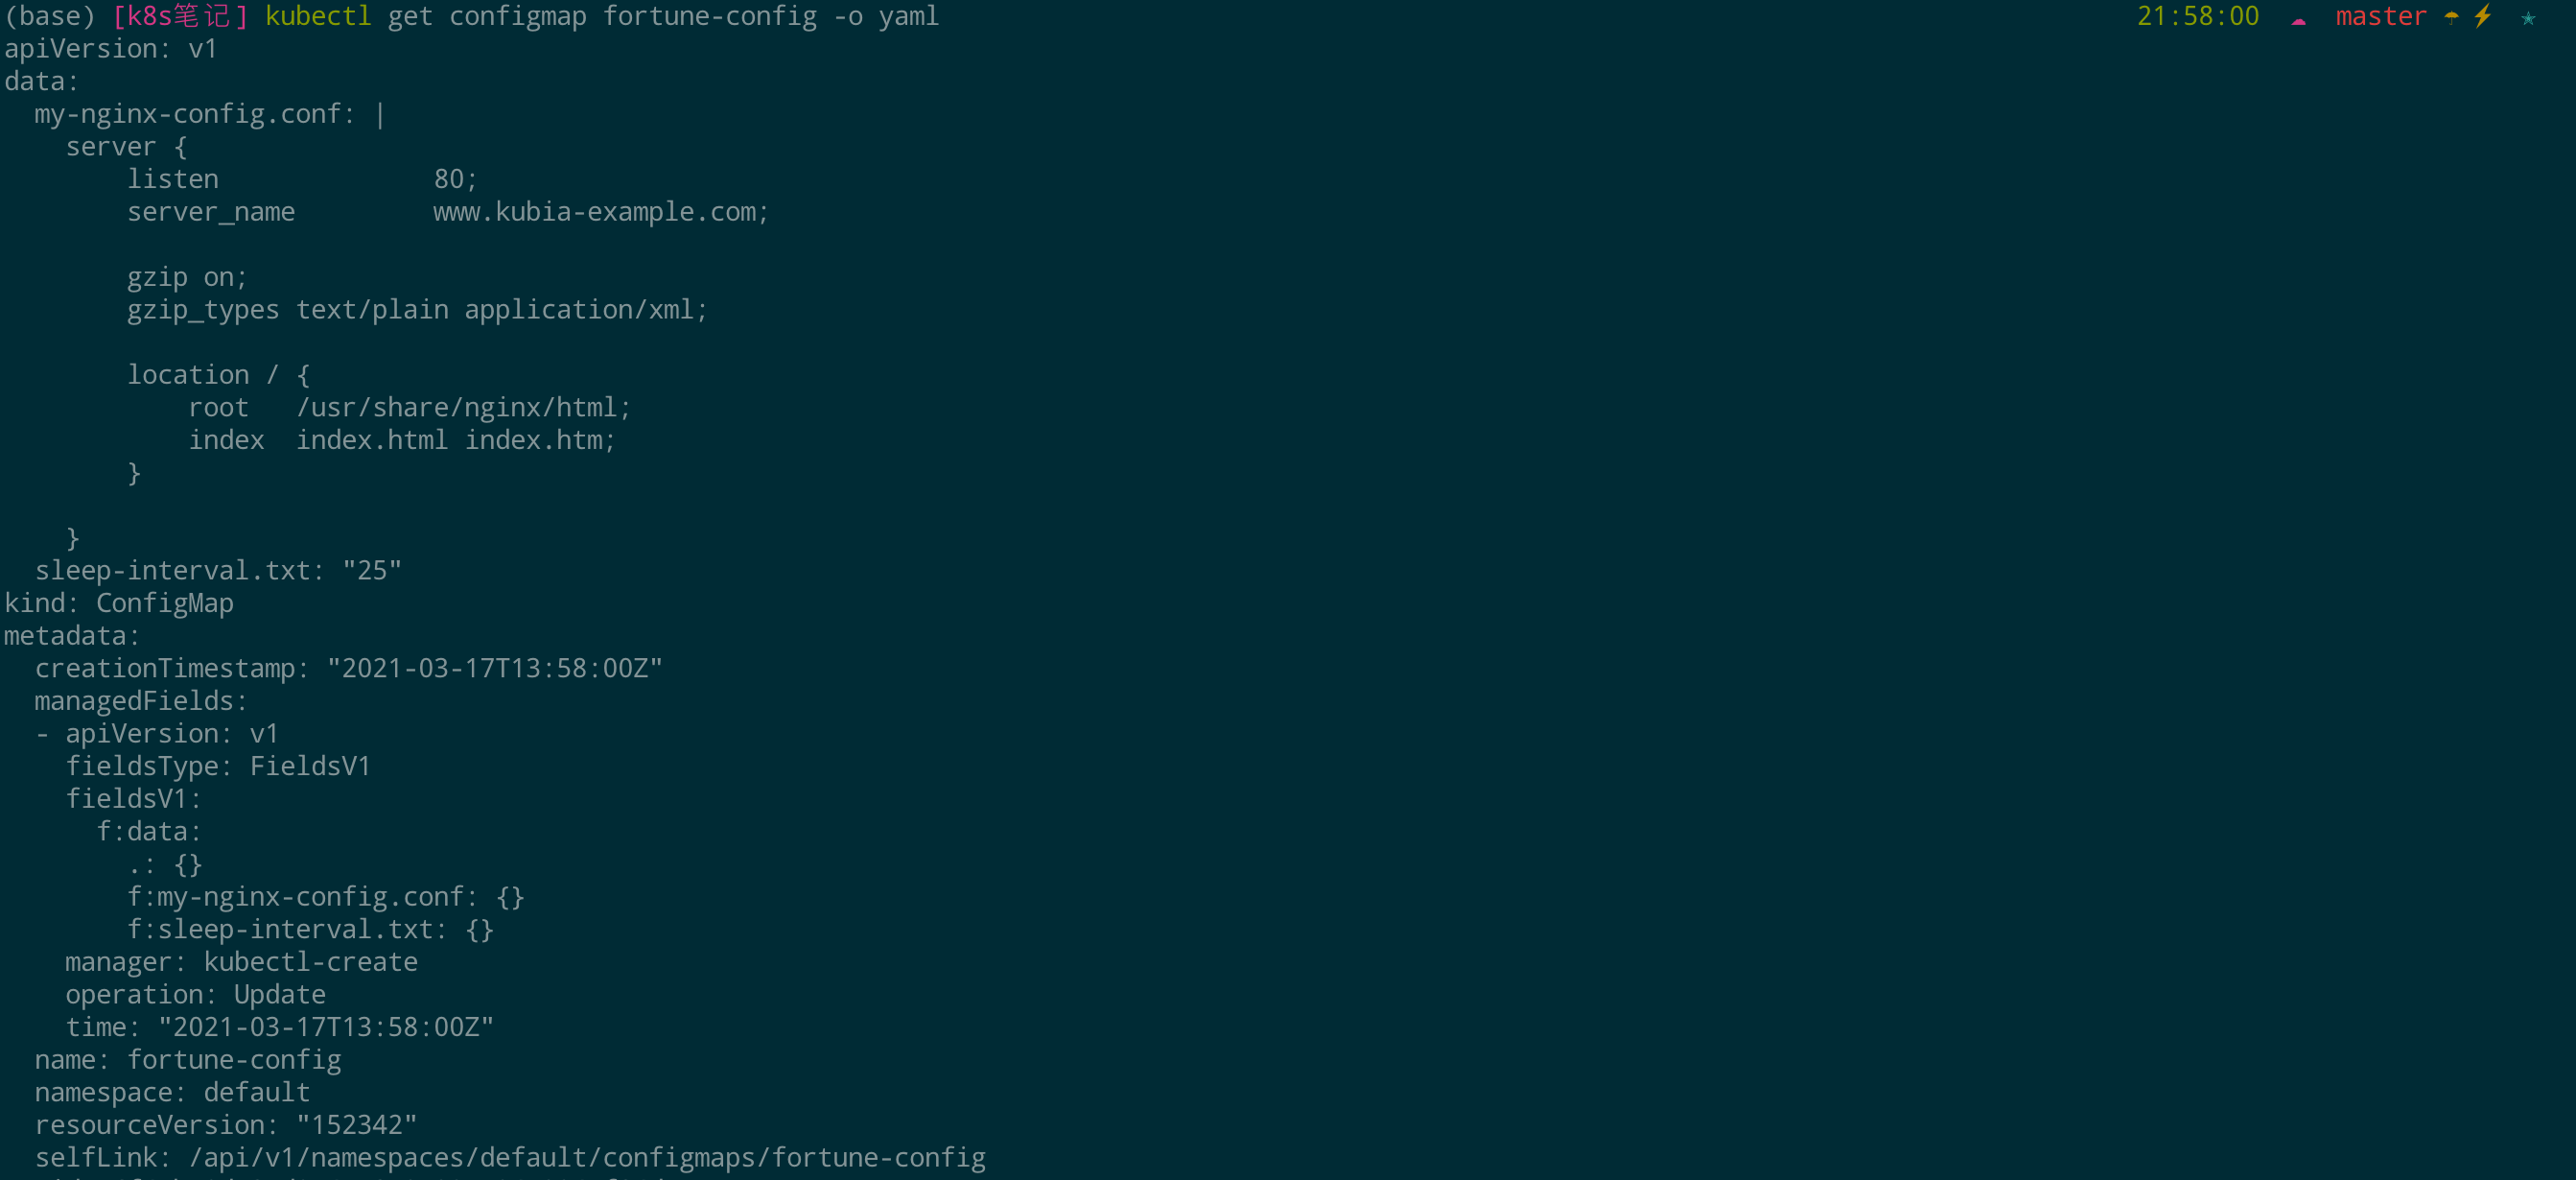 (base) [k8s笔记] kubectl get configmap fortune-config -o yaml 21:58:00 ☁ master ☂ ⚡ ✭
apiVersion: v1
data:
  my-nginx-config.conf: |
    server {
        listen              80;
        server_name         www.kubia-example.com;

        gzip on;
        gzip_types text/plain application/xml;

        location / {
            root   /usr/share/nginx/html;
            index  index.html index.htm;
        }

    }
  sleep-interval.txt: "25"
kind: ConfigMap
metadata:
  creationTimestamp: "2021-03-17T13:58:00Z"
  managedFields:
  - apiVersion: v1
    fieldsType: FieldsV1
    fieldsV1:
      f:data:
        .: {}
        f:my-nginx-config.conf: {}
        f:sleep-interval.txt: {}
    manager: kubectl-create
    operation: Update
    time: "2021-03-17T13:58:00Z"
  name: fortune-config
  namespace: default
  resourceVersion: "152342"
  selfLink: /api/v1/namespaces/default/configmaps/fortune-config